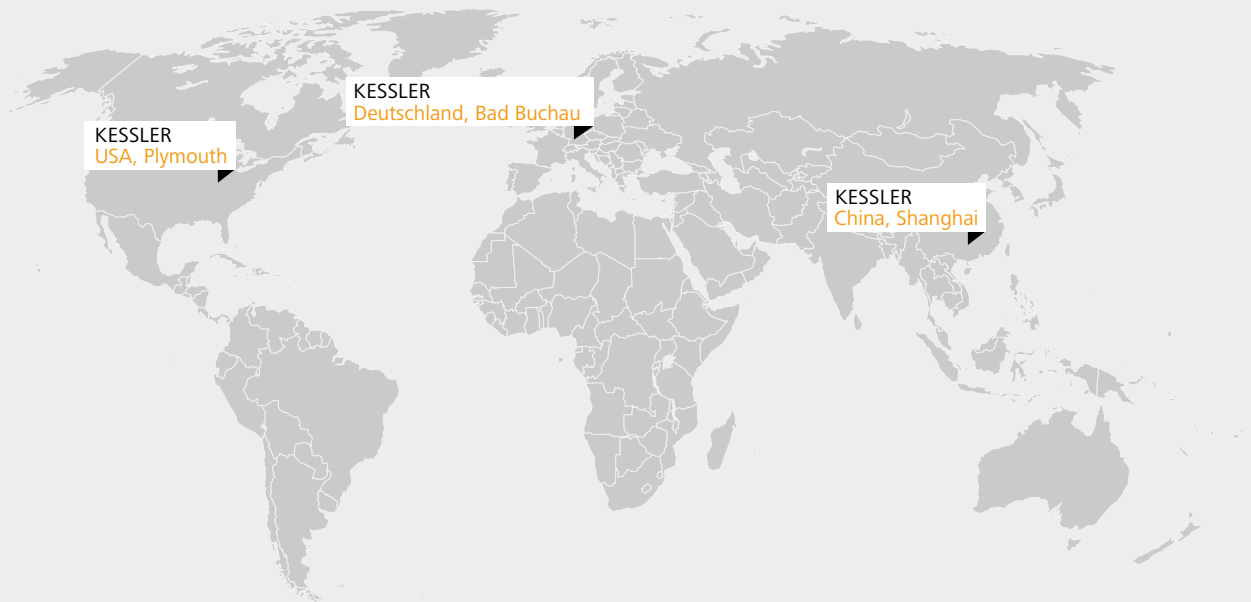 KESSLER
Deutschland, Bad Buchau
KESSLER
USA, Plymouth
KESSLER
China, Shanghai